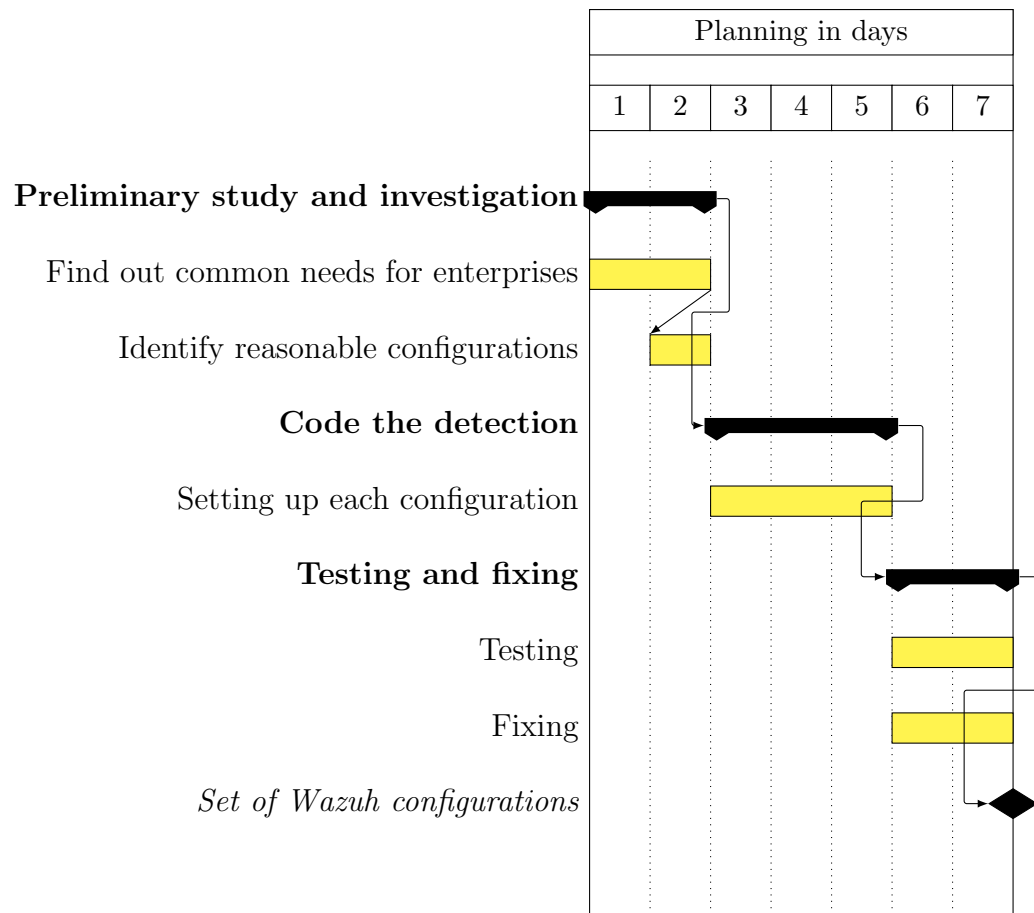 Planning in days
1 2 3 4 5 6 7
Preliminary study and investigation
Find out common needs for enterprises
Identify reasonable configurations
Code the detection
Setting up each configuration
Testing and fixing
Testing
Fixing
Set of Wazuh configurations